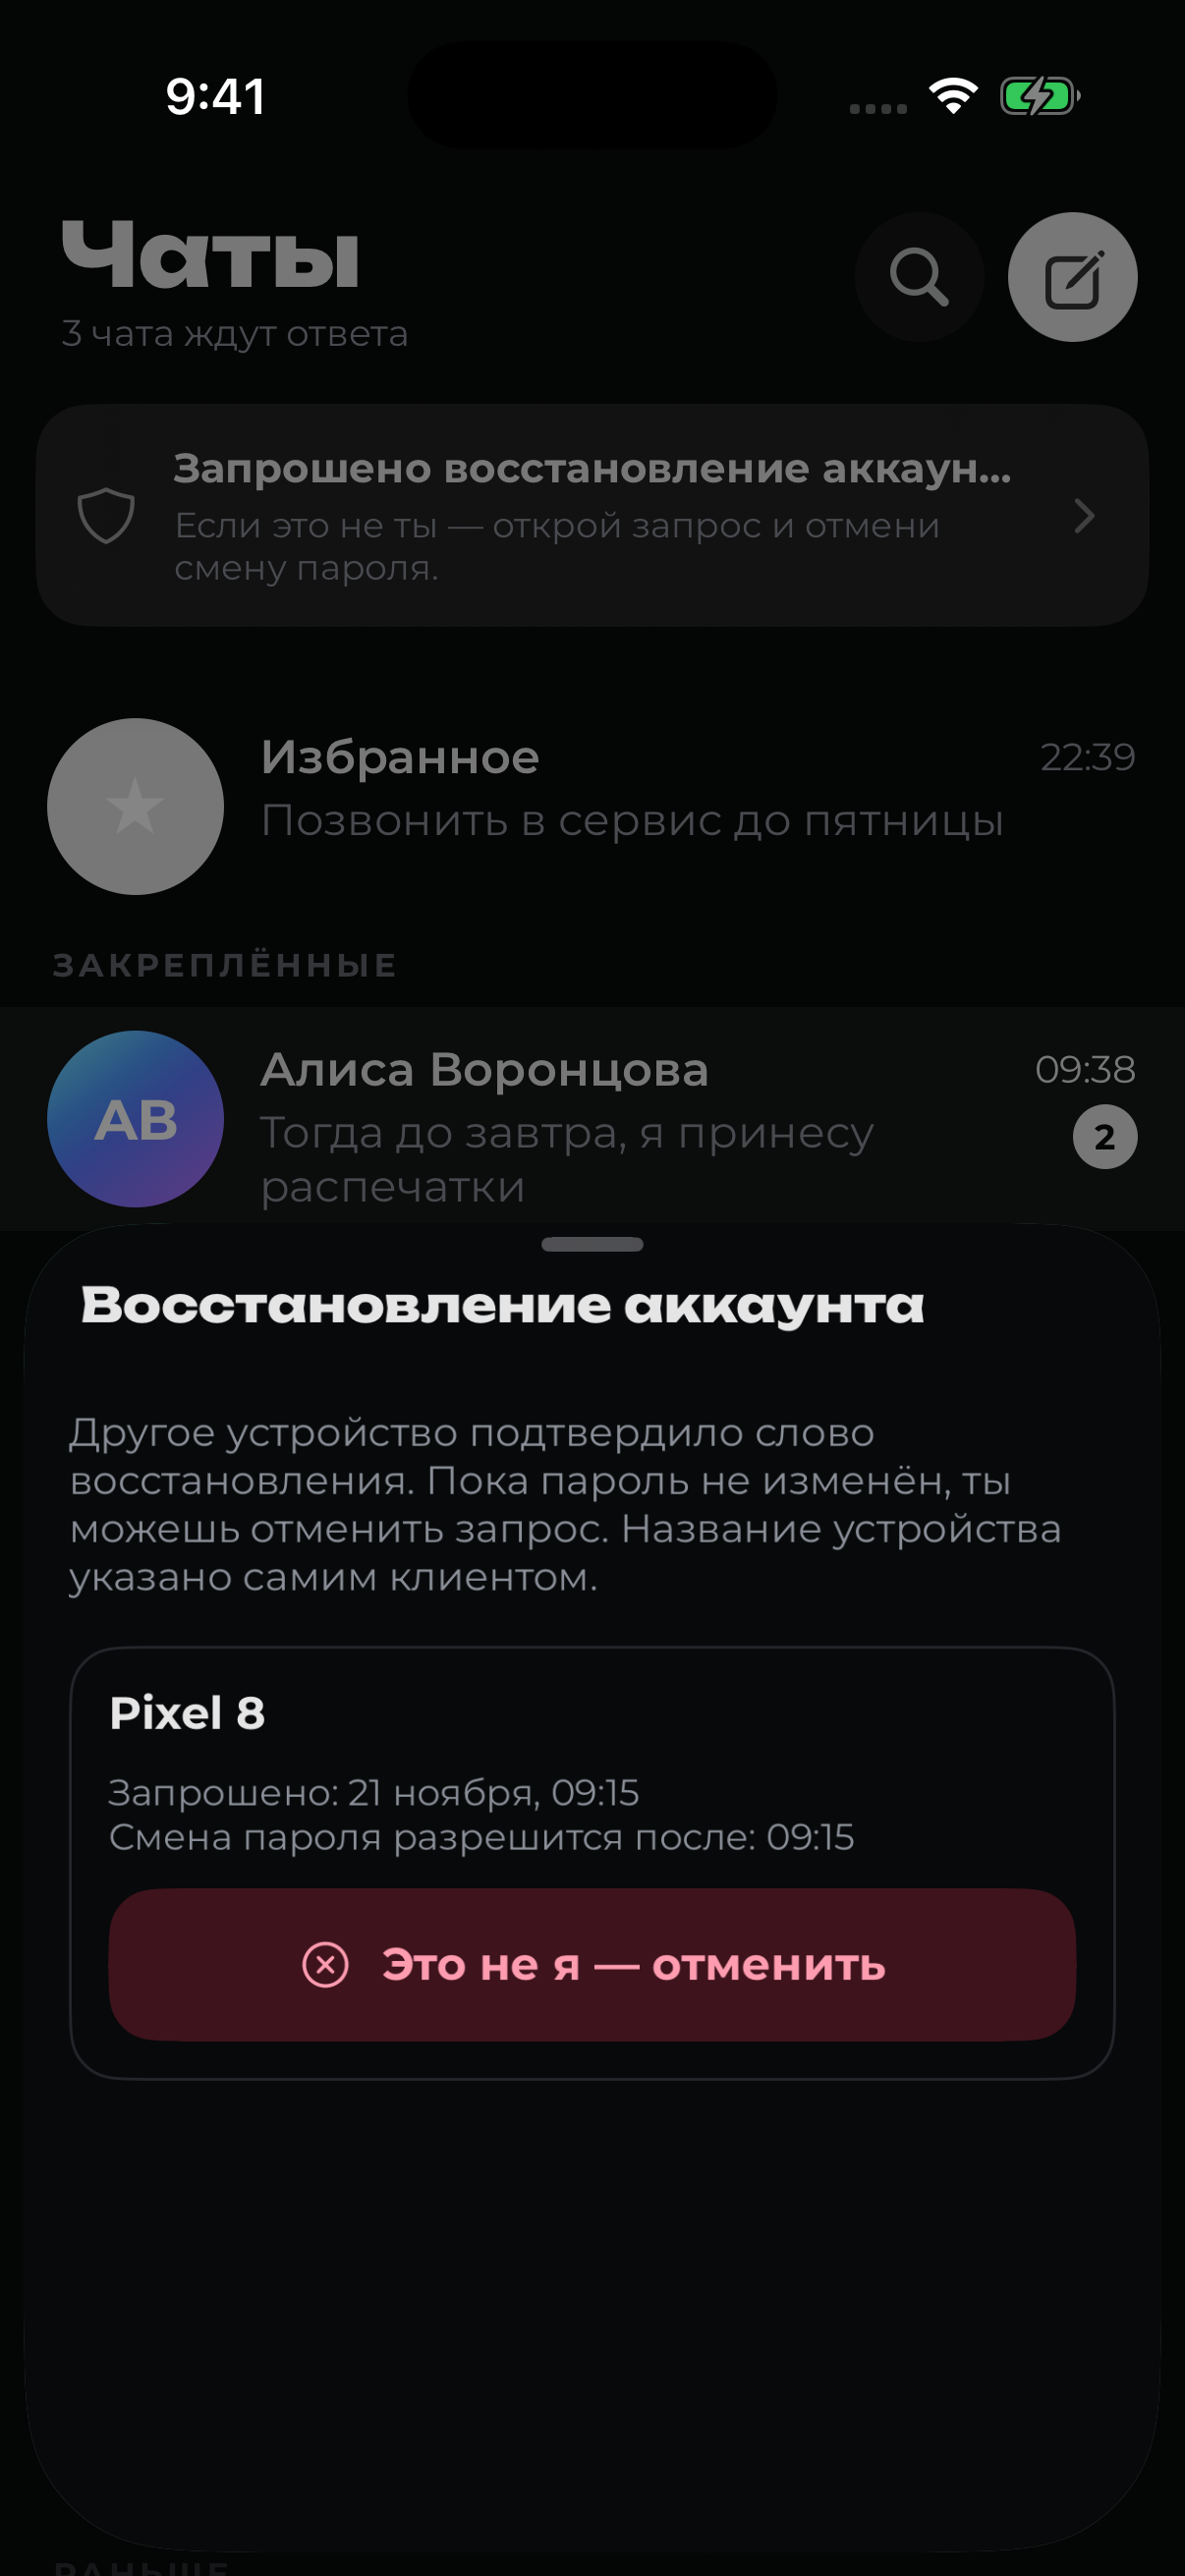 9:41
Чаты
3 чата ждут ответа
Запрошено восстановление аккаун...
Если это не ты — открой запрос и отмени
смену пароля.
Избранное
22:39
Позвонить в сервис до пятницы
ЗАКРЕПЛЁННЫЕ
АВ
Алиса Воронцова
09:38
Тогда до завтра, я принесу
2
распечатки
Восстановление аккаунта
Другое устройство подтвердило слово
восстановления. Пока пароль не изменён, ты
можешь отменить запрос. Название устройства
указано самим клиентом.
Pixel 8
Запрошено: 21 ноября, 09:15
Смена пароля разрешится после: 09:15
Это не я — отменить
РАНЬШЕ